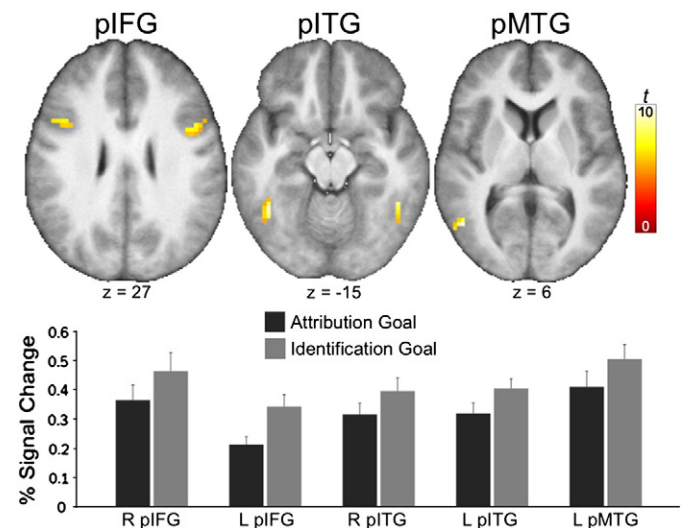 pIFG pITG pMTG
t
10
0
z = 27 z = -15 z = 6
Attribution Goal
Identification Goal
% Signal Change
0.6
0.5
0.4
0.3
0.2
0.1
0
R pIFG L pIFG R pITG L pITG L pMTG